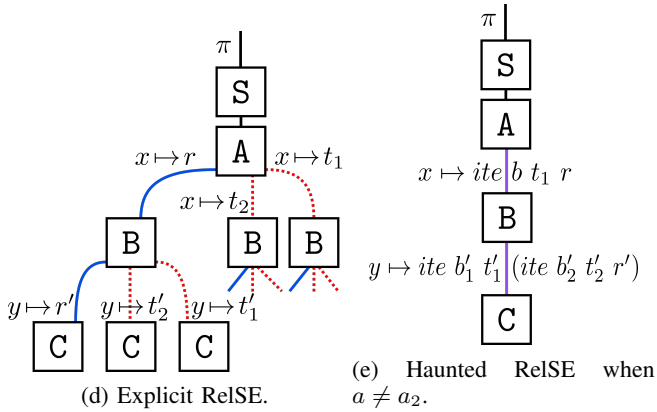 π
S
A
x ↦ r
x ↦ t₂
x ↦ t₁
B
B
B
y ↦ r′
y ↦ t′₂
y ↦ t′₁
C
C
C
(d) Explicit RelSE.
π
S
A
x ↦ ite b t₁ r
B
y ↦ ite b′₁ t′₁ (ite b′₂ t′₂ r′)
C
(e) Haunted RelSE when
a ≠ a₂.